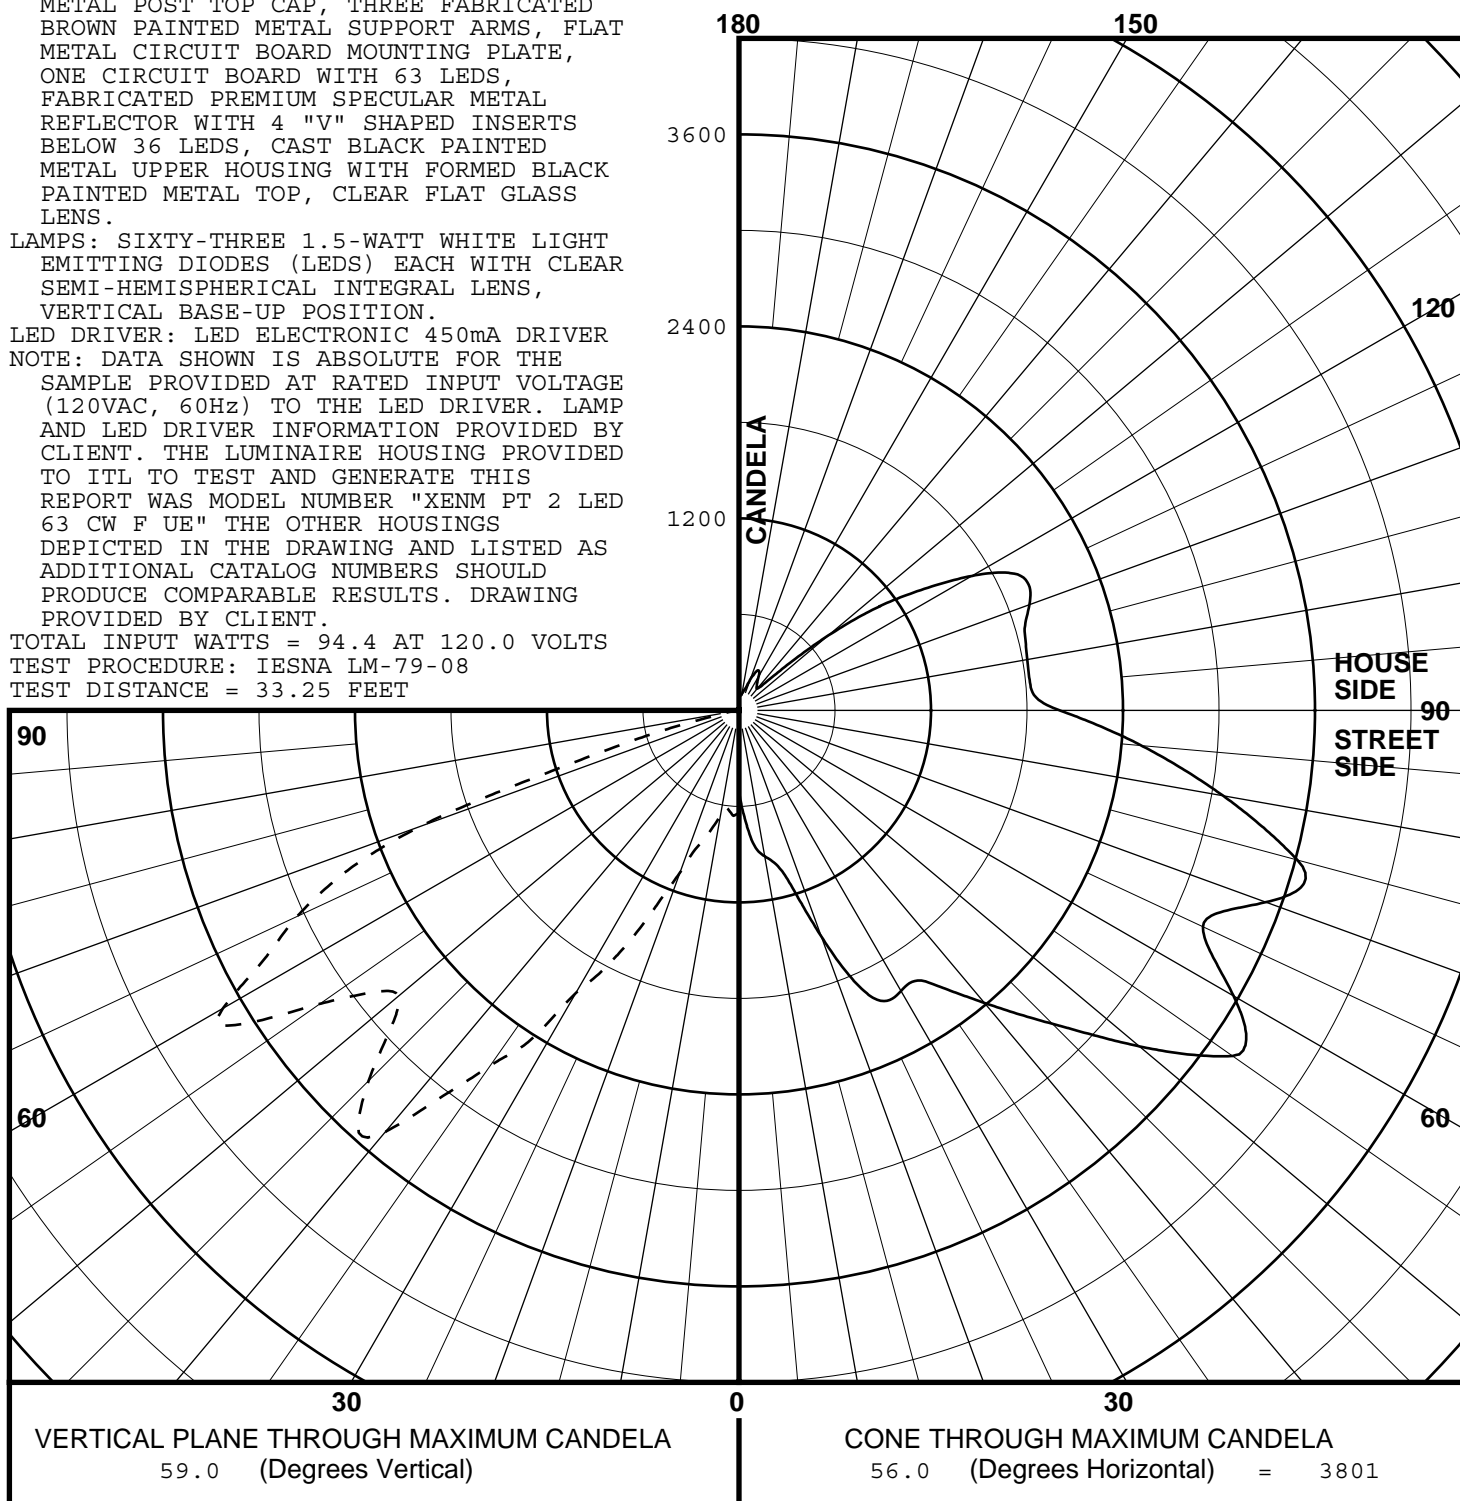 METAL POST TOP CAP, THREE FABRICATED
BROWN PAINTED METAL SUPPORT ARMS, FLAT
METAL CIRCUIT BOARD MOUNTING PLATE,
ONE CIRCUIT BOARD WITH 63 LEDS,
FABRICATED PREMIUM SPECULAR METAL
REFLECTOR WITH 4 "V" SHAPED INSERTS
BELOW 36 LEDS, CAST BLACK PAINTED
METAL UPPER HOUSING WITH FORMED BLACK
PAINTED METAL TOP, CLEAR FLAT GLASS
LENS.
LAMPS: SIXTY-THREE 1.5-WATT WHITE LIGHT
EMITTING DIODES (LEDS) EACH WITH CLEAR
SEMI-HEMISPHERICAL INTEGRAL LENS,
VERTICAL BASE-UP POSITION.
LED DRIVER: LED ELECTRONIC 450mA DRIVER
NOTE: DATA SHOWN IS ABSOLUTE FOR THE
SAMPLE PROVIDED AT RATED INPUT VOLTAGE
(120VAC, 60Hz) TO THE LED DRIVER. LAMP
AND LED DRIVER INFORMATION PROVIDED BY
CLIENT. THE LUMINAIRE HOUSING PROVIDED
TO ITL TO TEST AND GENERATE THIS
REPORT WAS MODEL NUMBER "XENM PT 2 LED
63 CW F UE" THE OTHER HOUSINGS
DEPICTED IN THE DRAWING AND LISTED AS
ADDITIONAL CATALOG NUMBERS SHOULD
PRODUCE COMPARABLE RESULTS. DRAWING
PROVIDED BY CLIENT.
TOTAL INPUT WATTS = 94.4 AT 120.0 VOLTS
TEST PROCEDURE: IESNA LM-79-08
TEST DISTANCE = 33.25 FEET
180
150
3600
120
2400
CANDELA
1200
HOUSE
SIDE
90
90
STREET
SIDE
60
60
30
0
30
VERTICAL PLANE THROUGH MAXIMUM CANDELA
59.0 (Degrees Vertical)
CONE THROUGH MAXIMUM CANDELA
56.0 (Degrees Horizontal) = 3801